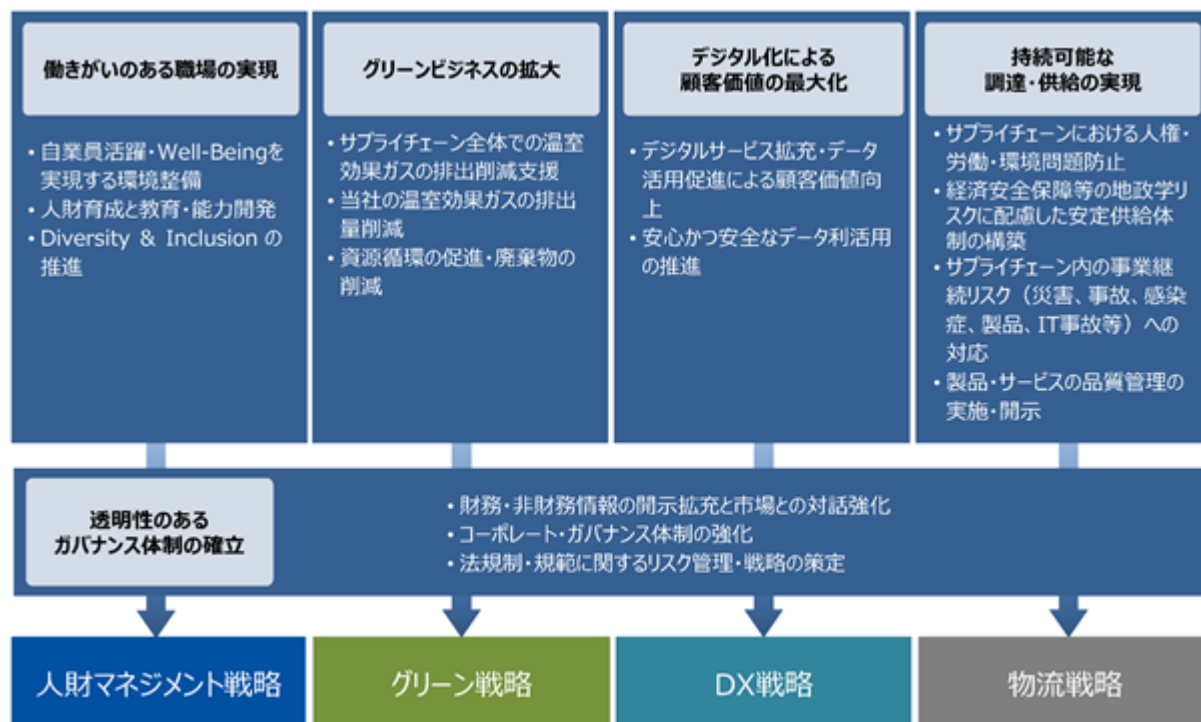 働きがいのある職場の実現
・自業員活躍・Well-Beingを
実現する環境整備
・人財育成と教育・能力開発
・Diversity & Inclusion の
推進
グリーンビジネスの拡大
・サプライチェーン全体での温室
効果ガスの排出削減支援
・当社の温室効果ガスの排出
量削減
・資源循環の促進・廃棄物の
削減
デジタル化による
顧客価値の最大化
・デジタルサービス拡充・データ
活用促進による顧客価値向
上
・安心かつ安全なデータ利活用
の推進
持続可能な
調達・供給の実現
・サプライチェーンにおける人権・
労働・環境問題防止
・経済安全保障等の地政学リ
スクに配慮した安定供給体
制の構築
・サプライチェーン内の事業継
続リスク（災害、事故、感染
症、製品、IT事故等）への
対応
・製品・サービスの品質管理の
実施・開示
透明性のある
ガバナンス体制の確立
・財務・非財務情報の開示拡充と市場との対話強化
・コーポレート・ガバナンス体制の強化
・法規制・規範に関するリスク管理・戦略の策定
人財マネジメント戦略
グリーン戦略
DX戦略
物流戦略